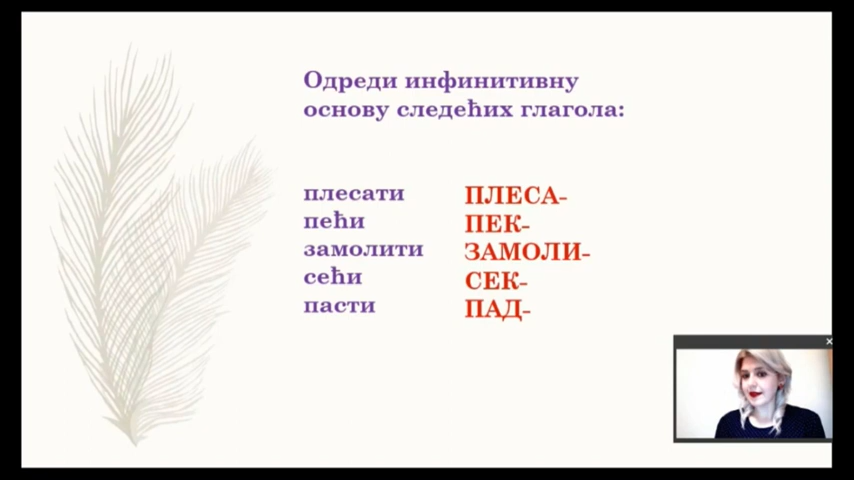 Одреди инфинитивну
основу следећих глагола:
плесати ПЛЕСА-
пећи ПЕК-
замолити ЗАМОЛИ-
сећи СЕК-
пасти ПАД-